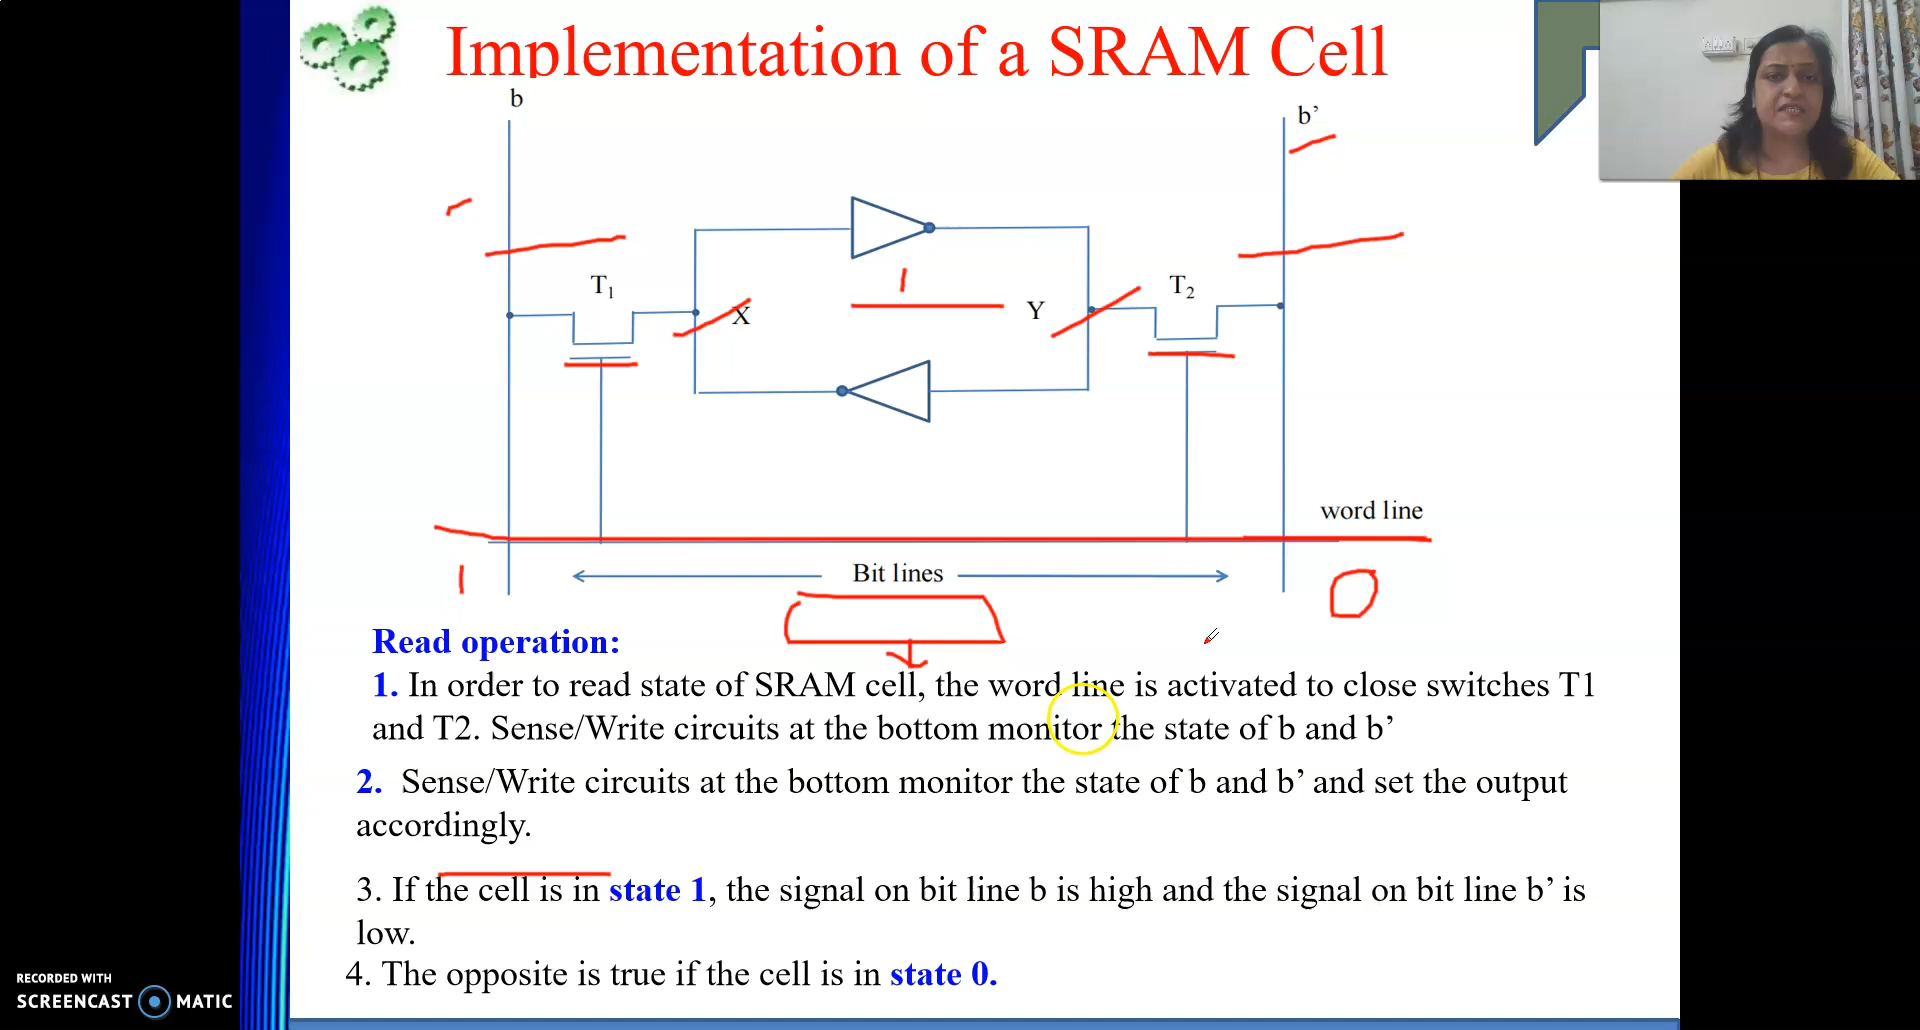 Implementation of a SRAM Cell
b
b’
T1
T2
1
X
Y
word line
1
Bit lines
0
Read operation:
1. In order to read state of SRAM cell, the word line is activated to close switches T1
and T2. Sense/Write circuits at the bottom monitor the state of b and b’
2. Sense/Write circuits at the bottom monitor the state of b and b’ and set the output
accordingly.
3. If the cell is in state 1, the signal on bit line b is high and the signal on bit line b’ is
low.
4. The opposite is true if the cell is in state 0.
RECORDED WITH
SCREENCAST MATIC